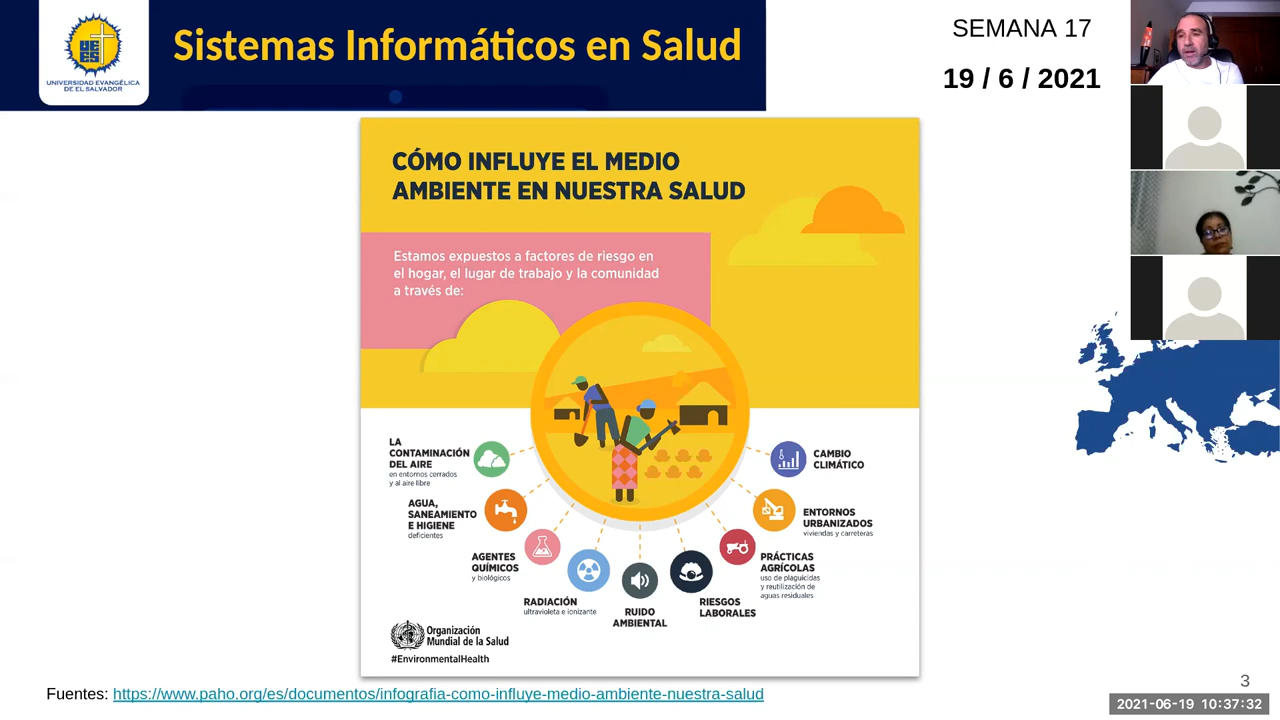 UNIVERSIDAD EVANGÉLICA
DE EL SALVADOR
Sistemas Informáticos en Salud
SEMANA 17
19 / 6 / 2021
CÓMO INFLUYE EL MEDIO
AMBIENTE EN NUESTRA SALUD
Estamos expuestos a factores de riesgo en
el hogar, el lugar de trabajo y la comunidad
a través de:
LA
CONTAMINACIÓN
DEL AIRE
en entornos cerrados
y al aire libre
AGUA,
SANEAMIENTO
E HIGIENE
deficientes
AGENTES
QUÍMICOS
y biológicos
RADIACIÓN
ultravioleta e ionizante
RUIDO
AMBIENTAL
RIESGOS
LABORALES
PRÁCTICAS
AGRÍCOLAS
uso de plaguicidas
y reutilización de
aguas residuales
ENTORNOS
URBANIZADOS
viviendas y carreteras
CAMBIO
CLIMÁTICO
Organización
Mundial de la Salud
#EnvironmentalHealth
Fuentes: https://www.paho.org/es/documentos/infografia-como-influye-medio-ambiente-nuestra-salud
3
2021-06-19 10:37:32